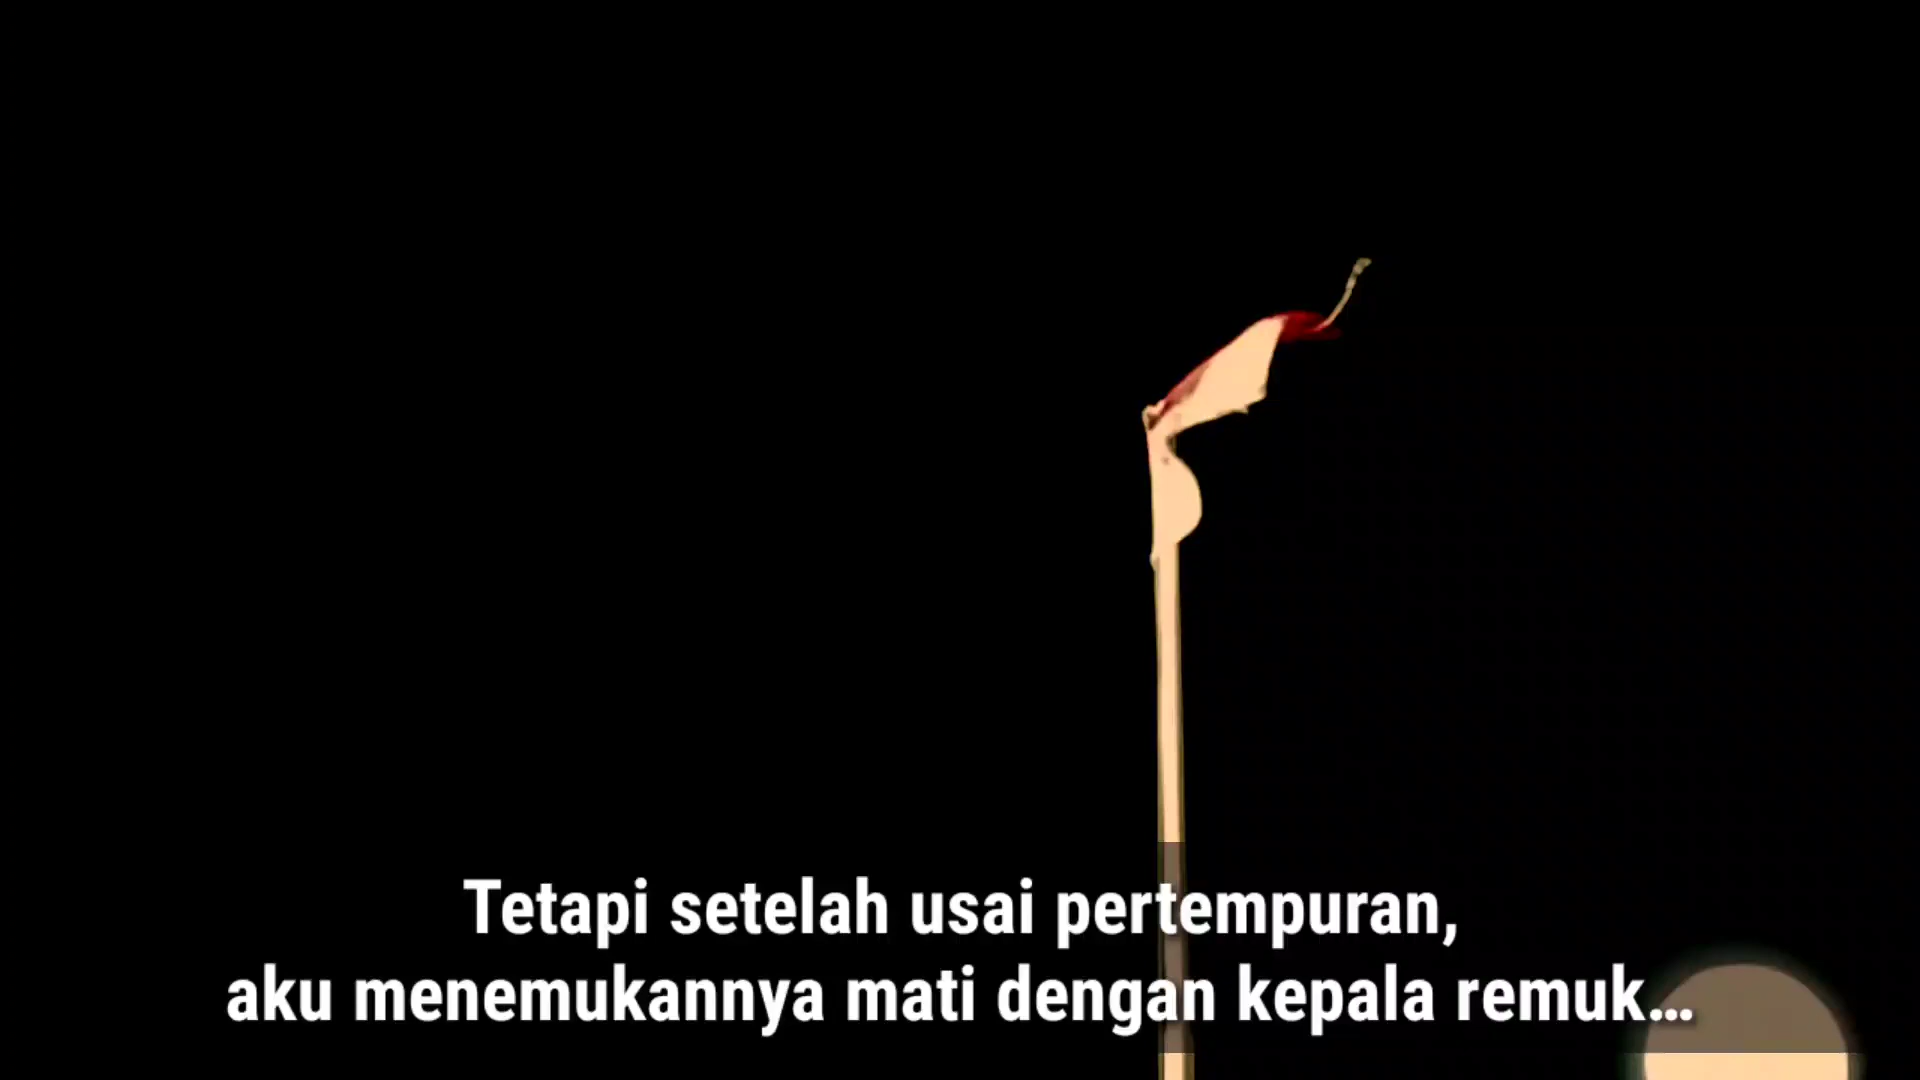 Tetapi setelah usai pertempuran,
aku menemukannya mati dengan kepala remuk...